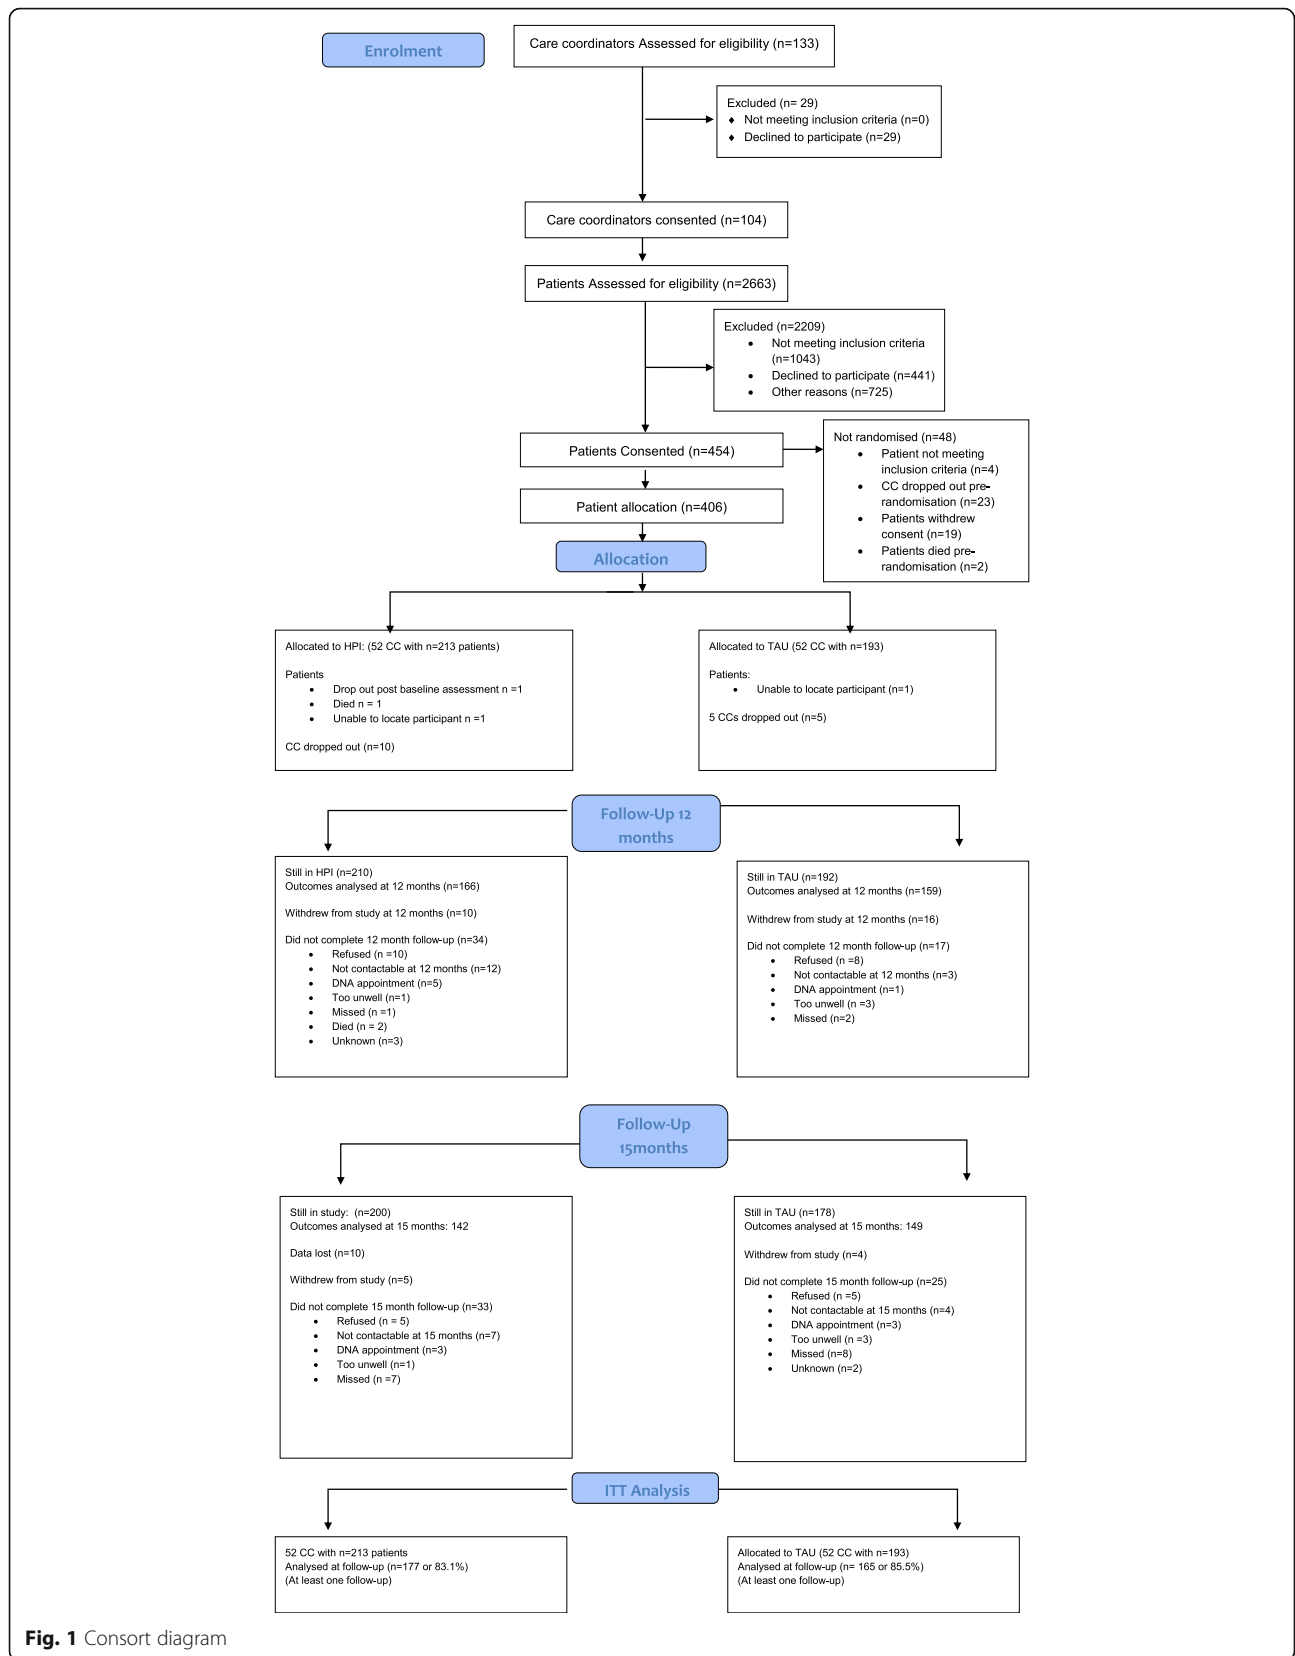 Enrolment
Care coordinators Assessed for eligibility (n=133)
Excluded (n= 29)
♦ Not meeting inclusion criteria (n=0)
♦ Declined to participate (n=29)
Care coordinators consented (n=104)
Patients Assessed for eligibility (n=2663)
Excluded (n=2209)
• Not meeting inclusion criteria
(n=1043)
• Declined to participate (n=441)
• Other reasons (n=725)
Patients Consented (n=454)
Not randomised (n=48)
• Patient not meeting
inclusion criteria (n=4)
• CC dropped out pre-
randomisation (n=23)
• Patients withdrew
consent (n=19)
• Patients died pre-
randomisation (n=2)
Patient allocation (n=406)
Allocation
Allocated to HPI: (52 CC with n=213 patients)
Patients
• Drop out post baseline assessment n =1
• Died n = 1
• Unable to locate participant n =1
CC dropped out (n=10)
Allocated to TAU (52 CC with n=193)
Patients:
• Unable to locate participant (n=1)
5 CCs dropped out (n=5)
Follow-Up 12
months
Still in HPI (n=210)
Outcomes analysed at 12 months (n=166)
Withdrew from study at 12 months (n=10)
Did not complete 12 month follow-up (n=34)
• Refused (n =10)
• Not contactable at 12 months (n=12)
• DNA appointment (n=5)
• Too unwell (n=1)
• Missed (n =1)
• Died (n = 2)
• Unknown (n=3)
Still in TAU (n=192)
Outcomes analysed at 12 months (n=159)
Withdrew from study at 12 months (n=16)
Did not complete 12 month follow-up (n=17)
• Refused (n =8)
• Not contactable at 12 months (n=3)
• DNA appointment (n=1)
• Too unwell (n =3)
• Missed (n=2)
Follow-Up
15months
Still in study: (n=200)
Outcomes analysed at 15 months: 142
Data lost (n=10)
Withdrew from study (n=5)
Did not complete 15 month follow-up (n=33)
• Refused (n = 5)
• Not contactable at 15 months (n=7)
• DNA appointment (n=3)
• Too unwell (n=1)
• Missed (n =7)
Still in TAU (n=178)
Outcomes analysed at 15 months: 149
Withdrew from study (n=4)
Did not complete 15 month follow-up (n=25)
• Refused (n =5)
• Not contactable at 15 months (n=4)
• DNA appointment (n=3)
• Too unwell (n =3)
• Missed (n=8)
• Unknown (n=2)
ITT Analysis
52 CC with n=213 patients
Analysed at follow-up (n=177 or 83.1%)
(At least one follow-up)
Allocated to TAU (52 CC with n=193)
Analysed at follow-up (n= 165 or 85.5%)
(At least one follow-up)
Fig. 1 Consort diagram